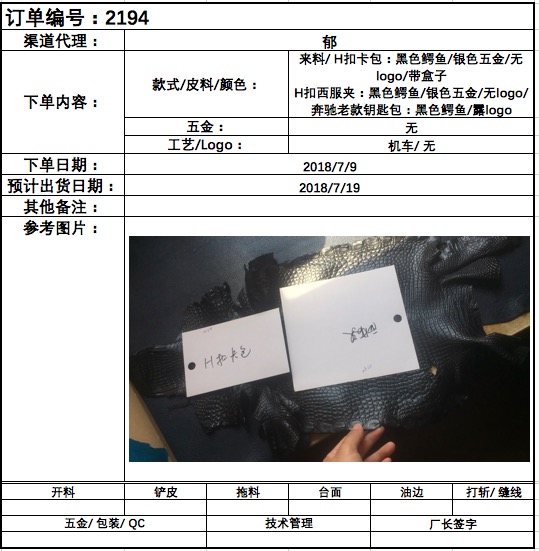 订单编号：2194
渠道代理：
郁
下单内容：
款式/皮料/颜色：
来料/ H扣卡包：黑色鳄鱼/银色五金/无
logo/带盒子
H扣西服夹：黑色鳄鱼/银色五金/无logo/
奔驰老款钥匙包：黑色鳄鱼/露logo
五金：
无
工艺/Logo：
机车/ 无
下单日期：
2018/7/9
预计出货日期：
2018/7/19
其他备注：
参考图片：
H扣卡包
西服夹
开料
铲皮
拖料
台面
油边
打斩/ 缝线
五金/ 包装/ QC
技术管理
厂长签字